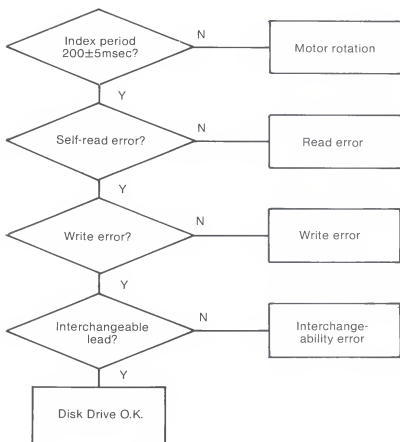 Index period
200±5msec?
N
Motor rotation
Y
Self-read error?
N
Read error
Y
Write error?
N
Write error
Y
Interchangeable
lead?
N
Interchange-
ability error
Y
Disk Drive O.K.